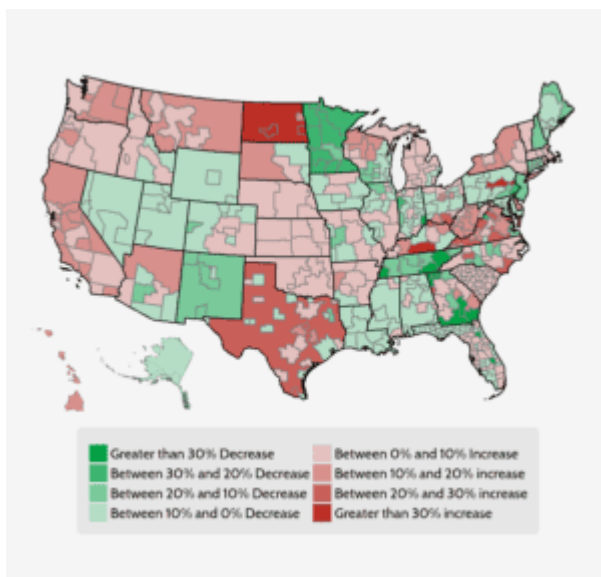 Greater than 30% Decrease
Between 30% and 20% Decrease
Between 20% and 10% Decrease
Between 10% and 0% Decrease
Between 0% and 10% Increase
Between 10% and 20% increase
Between 20% and 30% increase
Greater than 30% increase